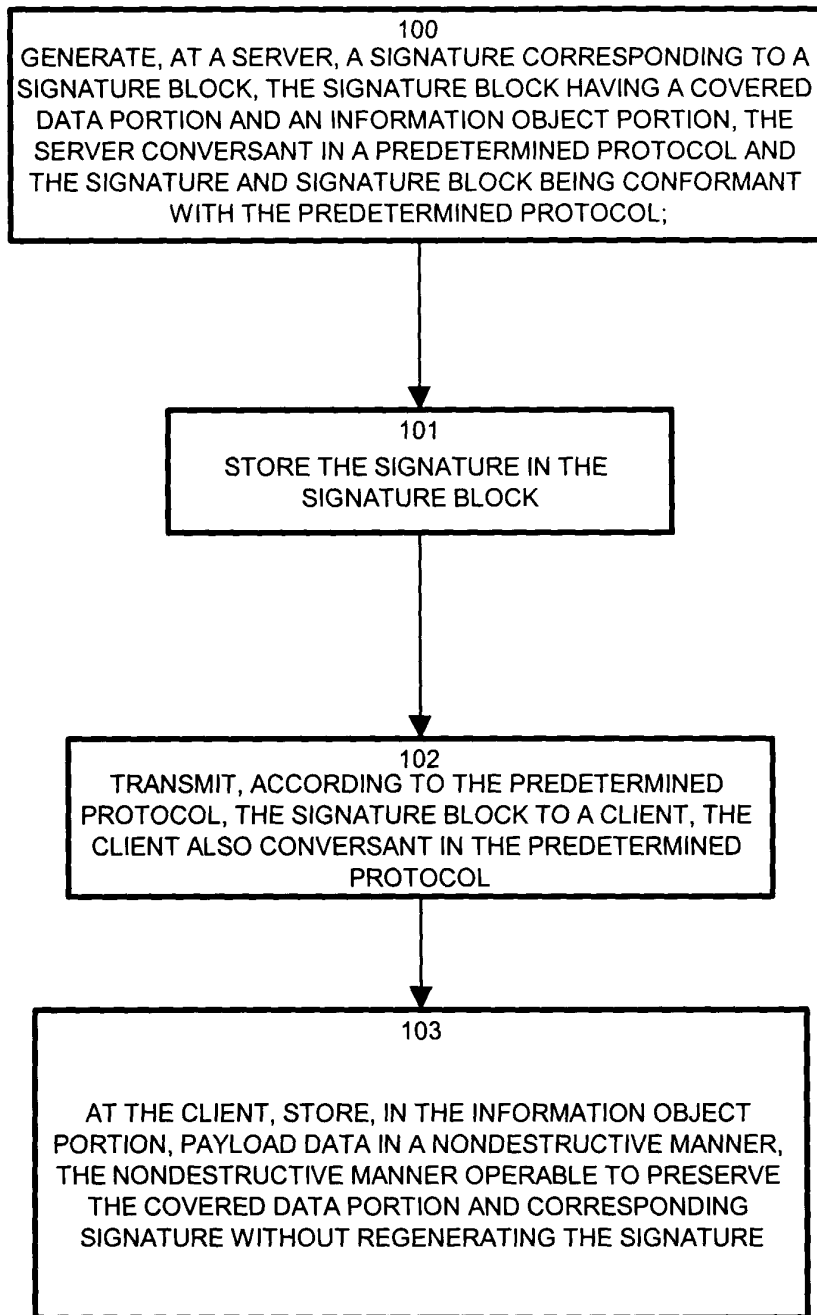 100
GENERATE, AT A SERVER, A SIGNATURE CORRESPONDING TO A
SIGNATURE BLOCK, THE SIGNATURE BLOCK HAVING A COVERED
DATA PORTION AND AN INFORMATION OBJECT PORTION, THE
SERVER CONVERSANT IN A PREDETERMINED PROTOCOL AND
THE SIGNATURE AND SIGNATURE BLOCK BEING CONFORMANT
WITH THE PREDETERMINED PROTOCOL;
101
STORE THE SIGNATURE IN THE
SIGNATURE BLOCK
102
TRANSMIT, ACCORDING TO THE PREDETERMINED
PROTOCOL, THE SIGNATURE BLOCK TO A CLIENT, THE
CLIENT ALSO CONVERSANT IN THE PREDETERMINED
PROTOCOL
103
AT THE CLIENT, STORE, IN THE INFORMATION OBJECT
PORTION, PAYLOAD DATA IN A NONDESTRUCTIVE MANNER,
THE NONDESTRUCTIVE MANNER OPERABLE TO PRESERVE
THE COVERED DATA PORTION AND CORRESPONDING
SIGNATURE WITHOUT REGENERATING THE SIGNATURE